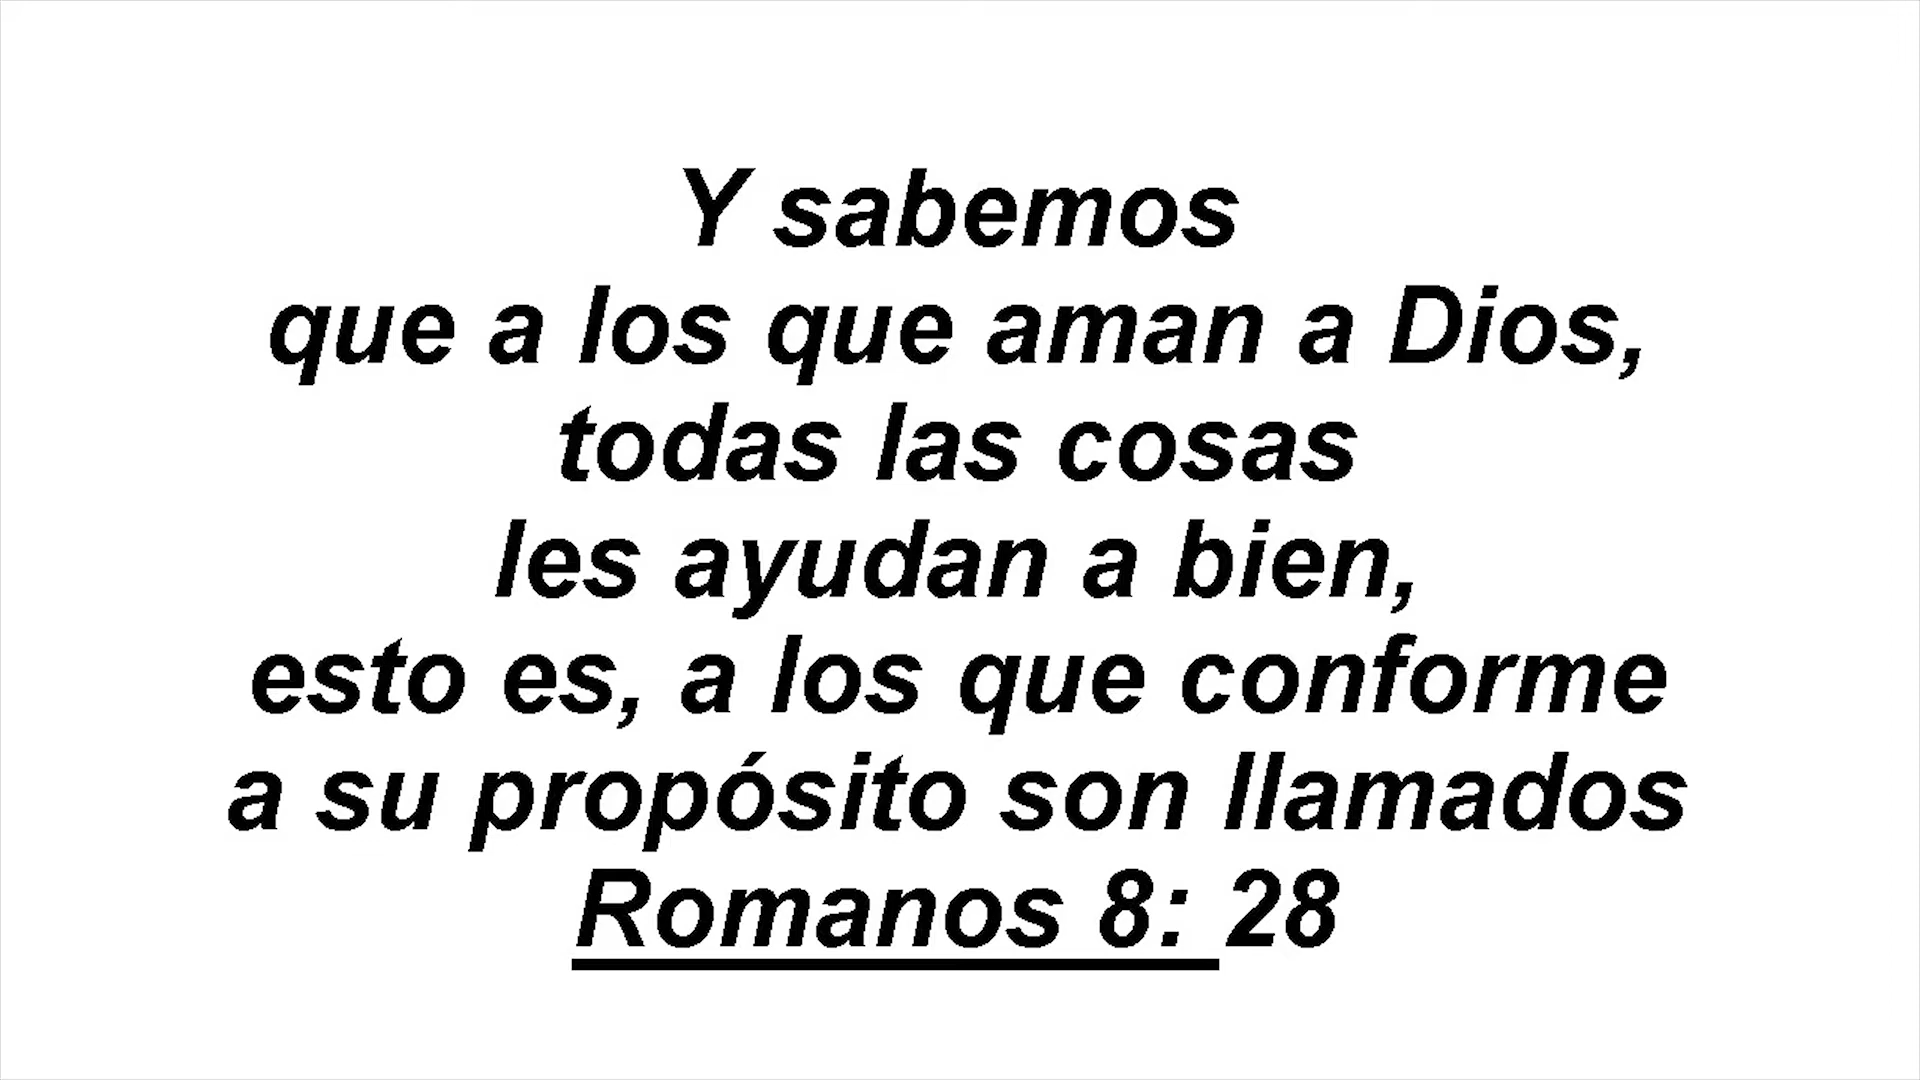 Y sabemos
que a los que aman a Dios,
todas las cosas
les ayudan a bien,
esto es, a los que conforme
a su propósito son llamados
Romanos 8: 28